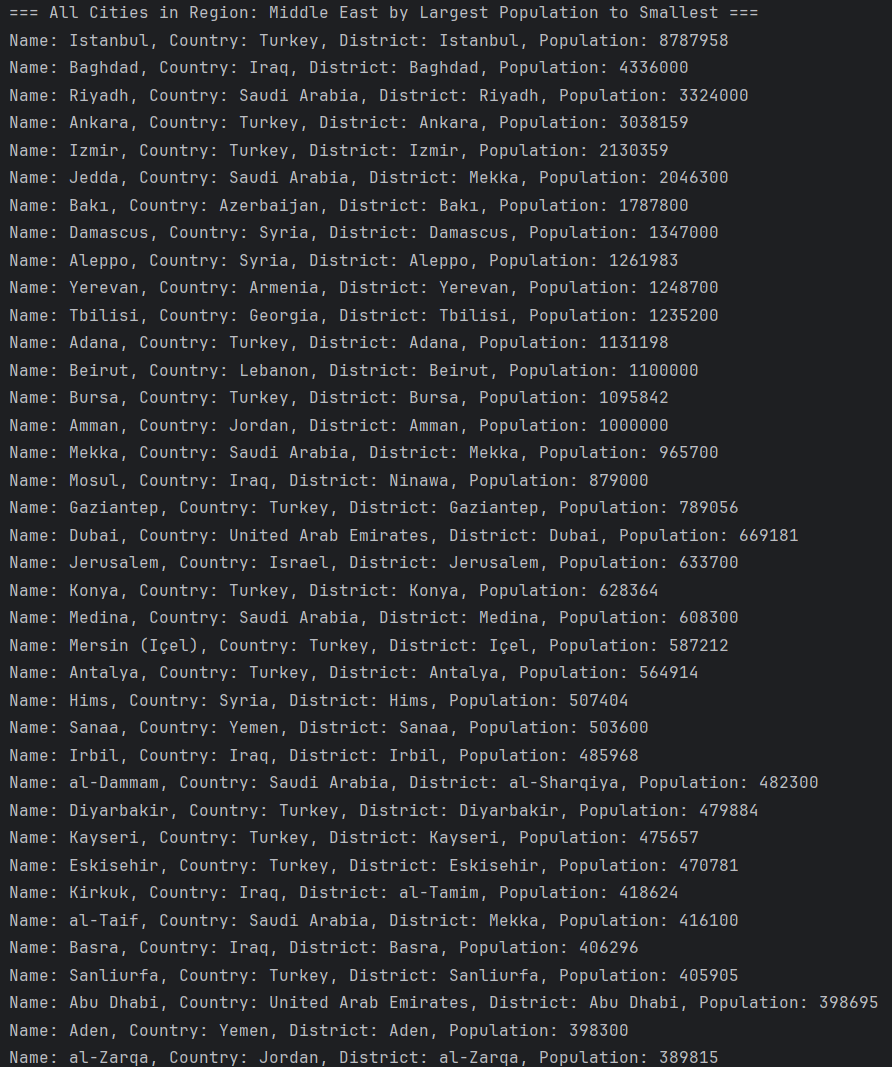 === All Cities in Region: Middle East by Largest Population to Smallest ===
Name: Istanbul, Country: Turkey, District: Istanbul, Population: 8787958
Name: Baghdad, Country: Iraq, District: Baghdad, Population: 4336000
Name: Riyadh, Country: Saudi Arabia, District: Riyadh, Population: 3324000
Name: Ankara, Country: Turkey, District: Ankara, Population: 3038159
Name: Izmir, Country: Turkey, District: Izmir, Population: 2130359
Name: Jedda, Country: Saudi Arabia, District: Mekka, Population: 2046300
Name: Bakı, Country: Azerbaijan, District: Bakı, Population: 1787800
Name: Damascus, Country: Syria, District: Damascus, Population: 1347000
Name: Aleppo, Country: Syria, District: Aleppo, Population: 1261983
Name: Yerevan, Country: Armenia, District: Yerevan, Population: 1248700
Name: Tbilisi, Country: Georgia, District: Tbilisi, Population: 1235200
Name: Adana, Country: Turkey, District: Adana, Population: 1131198
Name: Beirut, Country: Lebanon, District: Beirut, Population: 1100000
Name: Bursa, Country: Turkey, District: Bursa, Population: 1095842
Name: Amman, Country: Jordan, District: Amman, Population: 1000000
Name: Mekka, Country: Saudi Arabia, District: Mekka, Population: 965700
Name: Mosul, Country: Iraq, District: Ninawa, Population: 879000
Name: Gaziantep, Country: Turkey, District: Gaziantep, Population: 789056
Name: Dubai, Country: United Arab Emirates, District: Dubai, Population: 669181
Name: Jerusalem, Country: Israel, District: Jerusalem, Population: 633700
Name: Konya, Country: Turkey, District: Konya, Population: 628364
Name: Medina, Country: Saudi Arabia, District: Medina, Population: 608300
Name: Mersin (Içel), Country: Turkey, District: Içel, Population: 587212
Name: Antalya, Country: Turkey, District: Antalya, Population: 564914
Name: Hims, Country: Syria, District: Hims, Population: 507404
Name: Sanaa, Country: Yemen, District: Sanaa, Population: 503600
Name: Irbil, Country: Iraq, District: Irbil, Population: 485968
Name: al-Dammam, Country: Saudi Arabia, District: al-Sharqiya, Population: 482300
Name: Diyarbakir, Country: Turkey, District: Diyarbakir, Population: 479884
Name: Kayseri, Country: Turkey, District: Kayseri, Population: 475657
Name: Eskisehir, Country: Turkey, District: Eskisehir, Population: 470781
Name: Kirkuk, Country: Iraq, District: al-Tamim, Population: 418624
Name: al-Taif, Country: Saudi Arabia, District: Mekka, Population: 416100
Name: Basra, Country: Iraq, District: Basra, Population: 406296
Name: Sanliurfa, Country: Turkey, District: Sanliurfa, Population: 405905
Name: Abu Dhabi, Country: United Arab Emirates, District: Abu Dhabi, Population: 398695
Name: Aden, Country: Yemen, District: Aden, Population: 398300
Name: al-Zarqa, Country: Jordan, District: al-Zarqa, Population: 389815